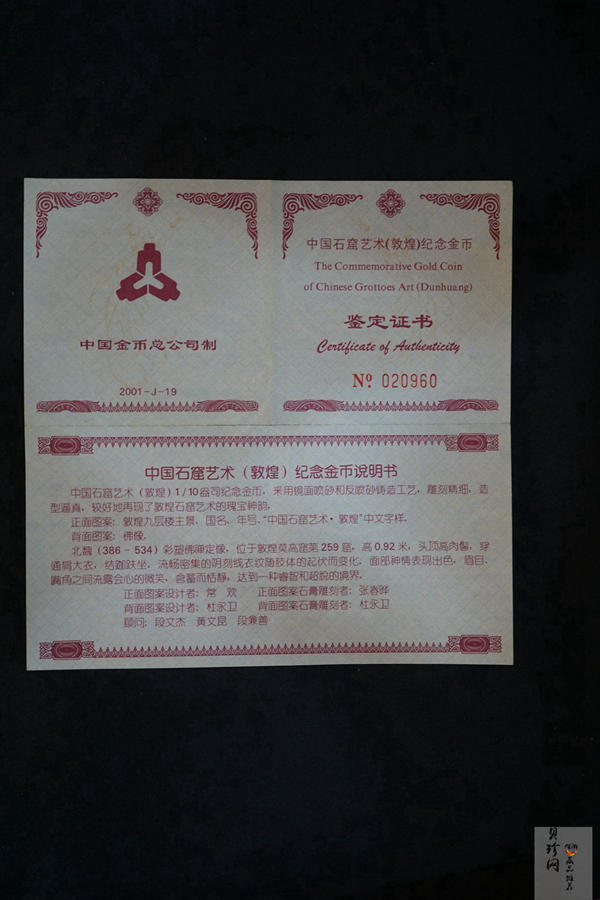 中国金币总公司制
2001-J-19
中国石窟艺术(敦煌)纪念金币
The Commemorative Gold Coin
of Chinese Grottoes Art (Dunhuang)
鉴定证书
Certificate of Authenticity
Nº 020960
中国石窟艺术（敦煌）纪念金币说明书
中国石窟艺术（敦煌）1/10盎司纪念金币，采用镜面喷砂和反喷砂铸造工艺，雕刻精细，造
型逼真，较好地再现了敦煌石窟艺术的瑰宝神韵。
正面图案：敦煌九层楼主景，国名、年号、“中国石窟艺术·敦煌”中文字样。
背面图案：佛像。
北魏（386－534）彩塑佛禅定像，位于敦煌莫高窟第259窟，高0.92米，头顶高肉髻，穿
通肩大衣，结跏趺坐，流畅密集的阴刻线衣纹随肢体的起伏而变化，面部神情表现出色，眉目、
嘴角之间流露会心的微笑，含蓄而恬静，达到一种睿智和超脱的境界。
正面图案设计者：常 欢 正面图案石膏雕刻者：张春晔
背面图案设计者：杜永卫 背面图案石膏雕刻者：杜永卫
顾问：段文杰 黄文昆 段兼善
贝珍网